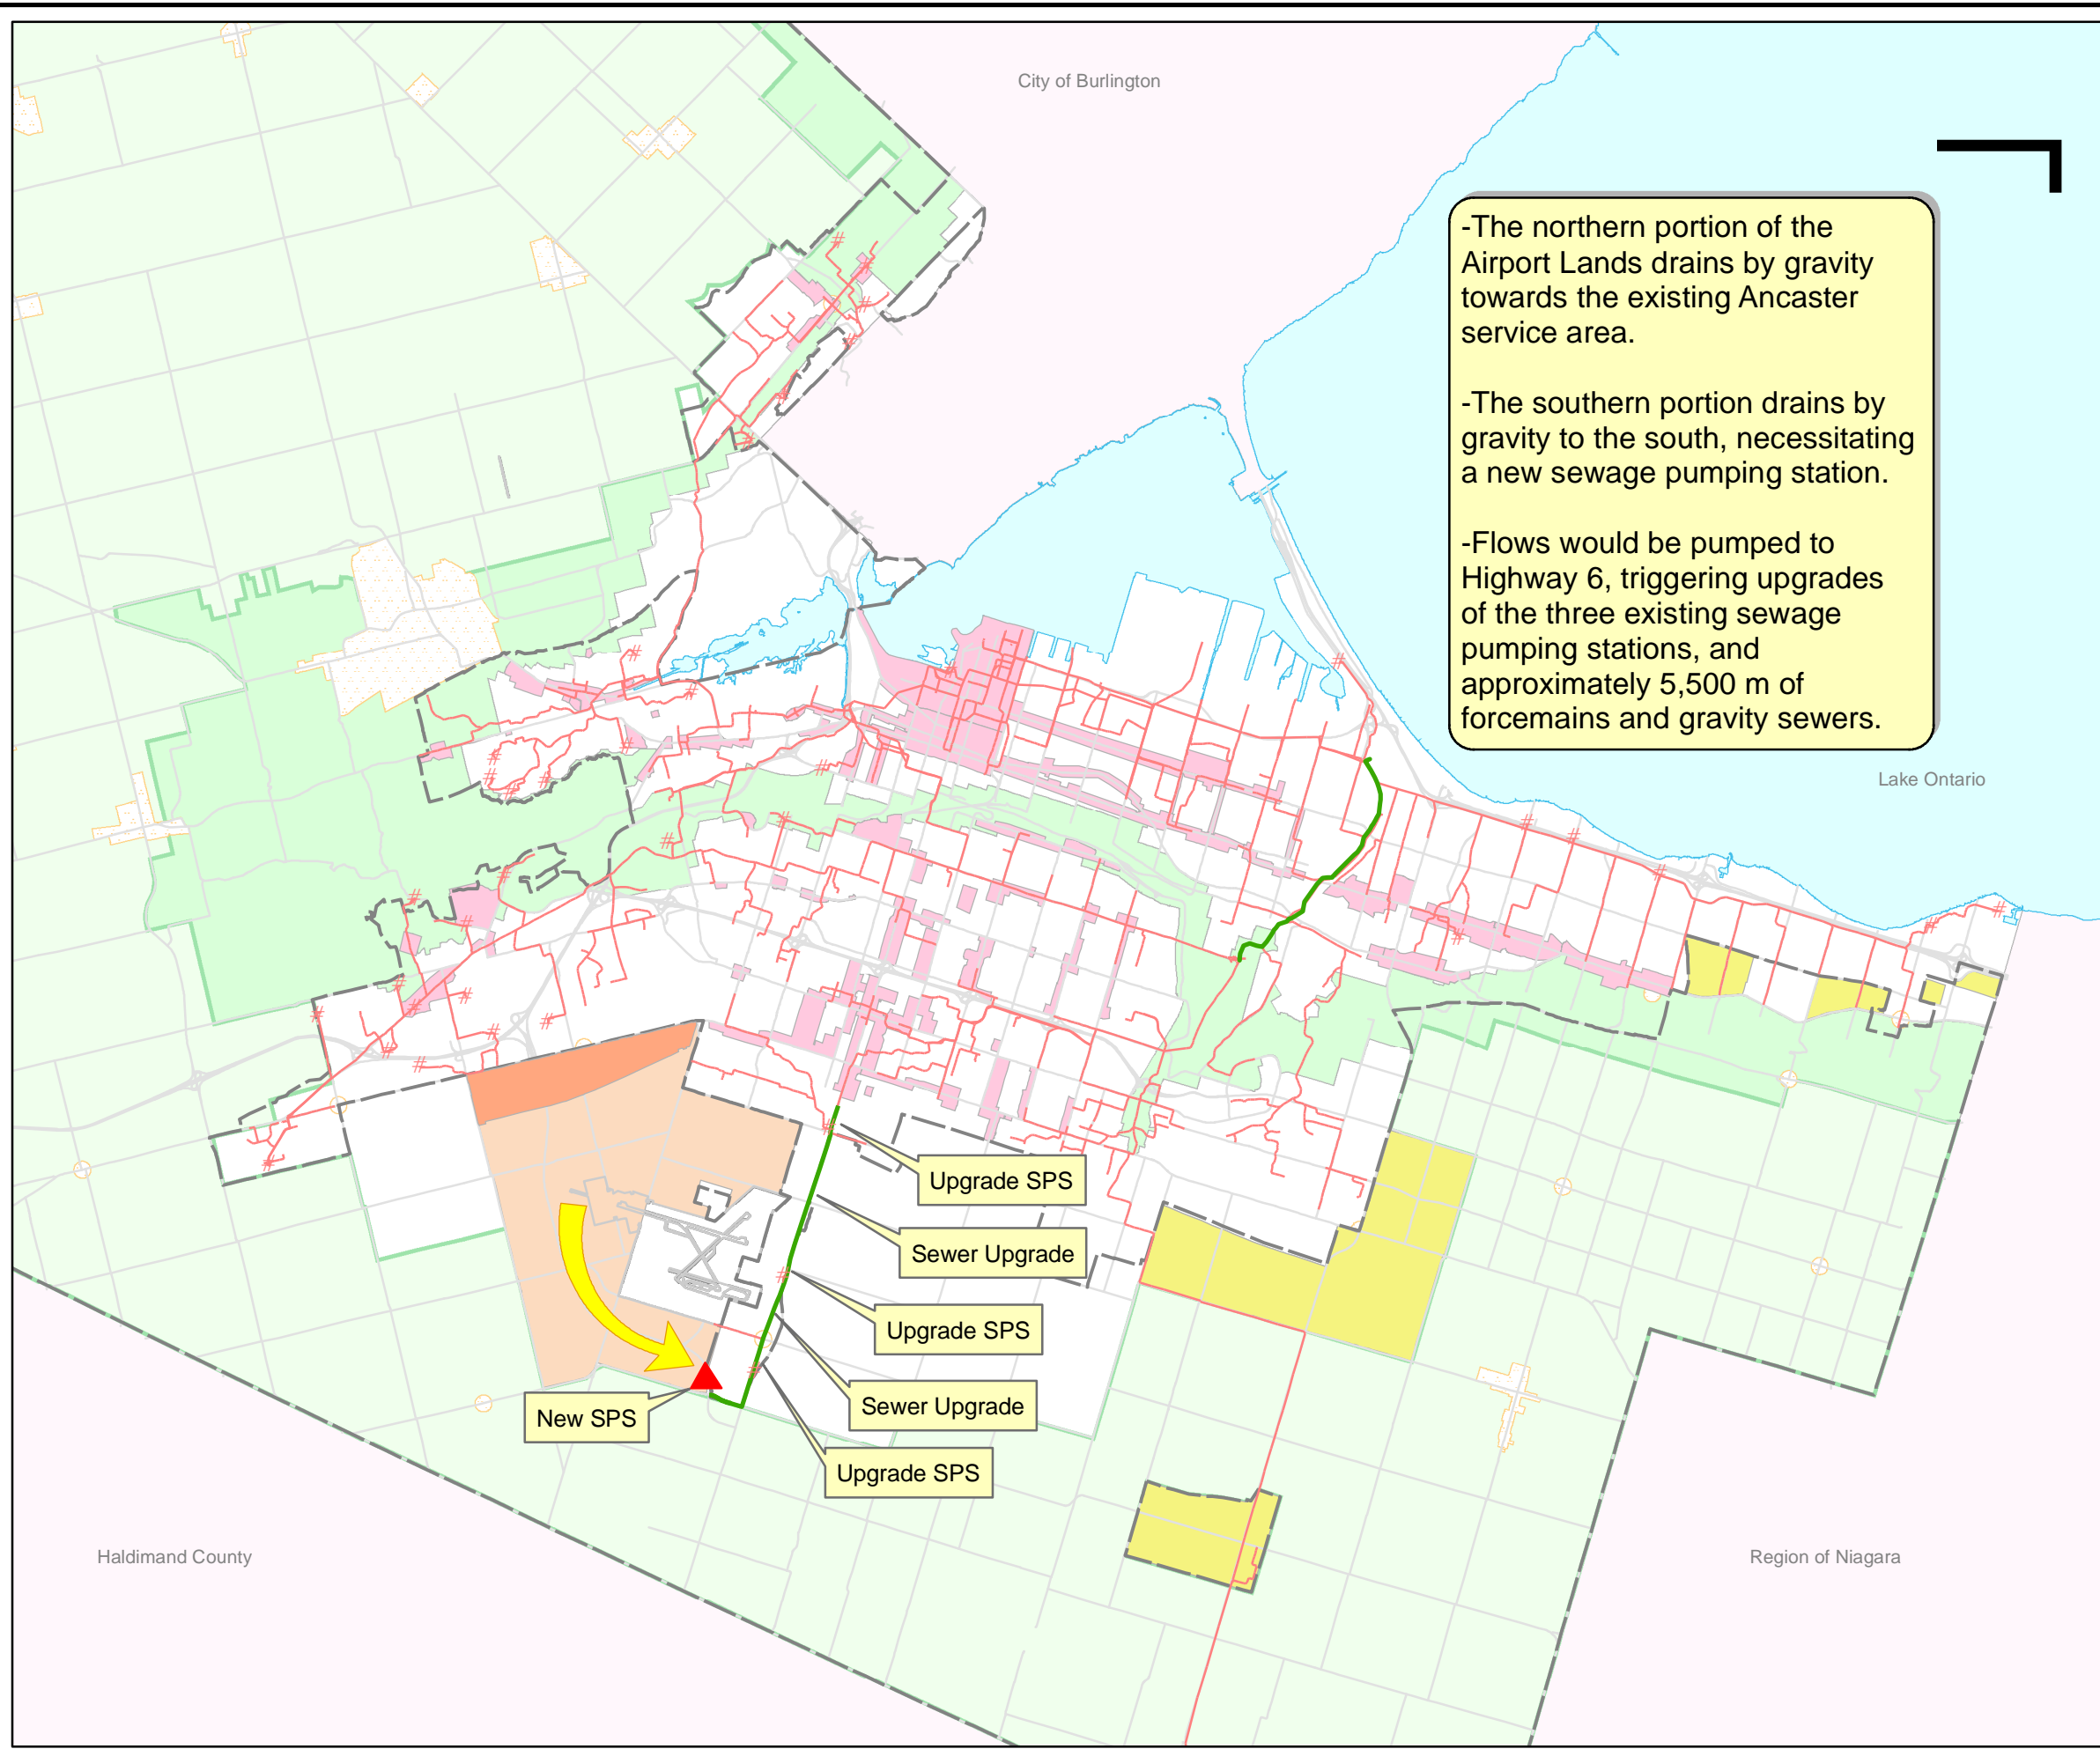 City of Burlington
-The northern portion of the
Airport Lands drains by gravity
towards the existing Ancaster
service area.
-The southern portion drains by
gravity to the south, necessitating
a new sewage pumping station.
-Flows would be pumped to
Highway 6, triggering upgrades
of the three existing sewage
pumping stations, and
approximately 5,500 m of
forcemains and gravity sewers.
Lake Ontario
Upgrade SPS
Sewer Upgrade
Upgrade SPS
Sewer Upgrade
New SPS
Upgrade SPS
Haldimand County
Region of Niagara